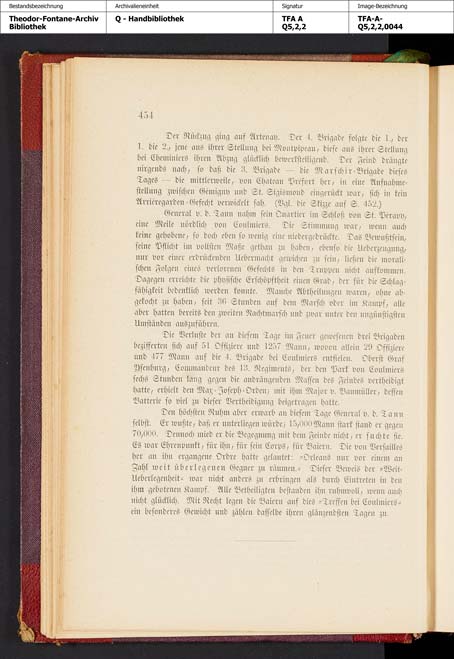 Bestandsbezeichnung Archivalieneinheit Signatur Image-Bezeichnung
Theodor-Fontane-Archiv Q - Handbibliothek TFA A TFA-A-
Bibliothek Q5,2,2 Q5,2,2,0044
454
Der Rückzug ging auf Artenay. Der 4. Brigade folgte die 1., der
1. die 2., jene aus ihrer Stellung bei Montpipeau, diese aus ihrer Stellung
bei Cheminiers ihren Abzug glücklich bewerkstelligend. Der Feind drängte
nirgends nach, so daß die 3. Brigade — die Marschir-Brigade dieses
Tages — die mittlerweile, von Chateau Préfort her, in eine Aufnahme-
stellung zwischen Gemigny und St. Sigismond eingerückt war, sich in kein
Arrieregarden-Gefecht verwickelt sah. (Vgl. die Skizze auf S. 452.)
General v. d. Tann nahm sein Quartier im Schloß von St. Peravy,
eine Meile nördlich von Coulmiers. Die Stimmung war, wenn auch
keine gehobene, so doch eben so wenig eine niedergedrückte. Das Bewußtsein,
seine Pflicht im vollsten Maße gethan zu haben, ebenso die Ueberzeugung,
nur vor einer erdrückenden Uebermacht gewichen zu sein, ließen die morali-
schen Folgen eines verlorenen Gefechts in den Truppen nicht aufkommen.
Dagegen erreichte die physische Erschöpftheit einen Grad, der für die Schlag-
fähigkeit bedenklich werden konnte. Manche Abtheilungen waren, ohne ab-
gekocht zu haben, seit 36 Stunden auf dem Marsch oder im Kampf, alle
aber hatten bereits den zweiten Nachtmarsch und zwar unter den ungünstigsten
Umständen auszuführen.
Die Verluste der an diesem Tage im Feuer gewesenen drei Brigaden
bezifferten sich auf 51 Offiziere und 1257 Mann, wovon allein 29 Offiziere
und 477 Mann auf die 4. Brigade bei Coulmiers entfielen. Oberst Graf
Ysenburg, Commandeur des 13. Regiments, der den Park von Coulmiers
sechs Stunden lang gegen die andrängenden Massen des Feindes vertheidigt
hatte, erhielt den Max-Joseph-Orden; mit ihm Major v. Baumüller, dessen
Batterie so viel zu dieser Vertheidigung beigetragen hatte.
Den höchsten Ruhm aber erwarb an diesem Tage General v. d. Tann
selbst. Er wußte, daß er unterliegen würde; 15,000 Mann stark stand er gegen
70,000. Dennoch mied er die Begegnung mit dem Feinde nicht, er suchte sie.
Es war Ehrenpunkt, für ihn, für sein Corps, für Baiern. Die von Versailles
her an ihn ergangene Ordre hatte gelautet: »Orleans nur vor einem an
Zahl weit überlegenen Gegner zu räumen.« Dieser Beweis der »Weit-
Ueberlegenheit« war nicht anders zu erbringen als durch Eintreten in den
ihm gebotenen Kampf. Alle Betheiligten bestanden ihn ruhmvoll, wenn auch
nicht glücklich. Mit Recht legen die Baiern auf dies »Treffen bei Coulmiers«
ein besonderes Gewicht und zählen dasselbe ihren glänzendsten Tagen zu.